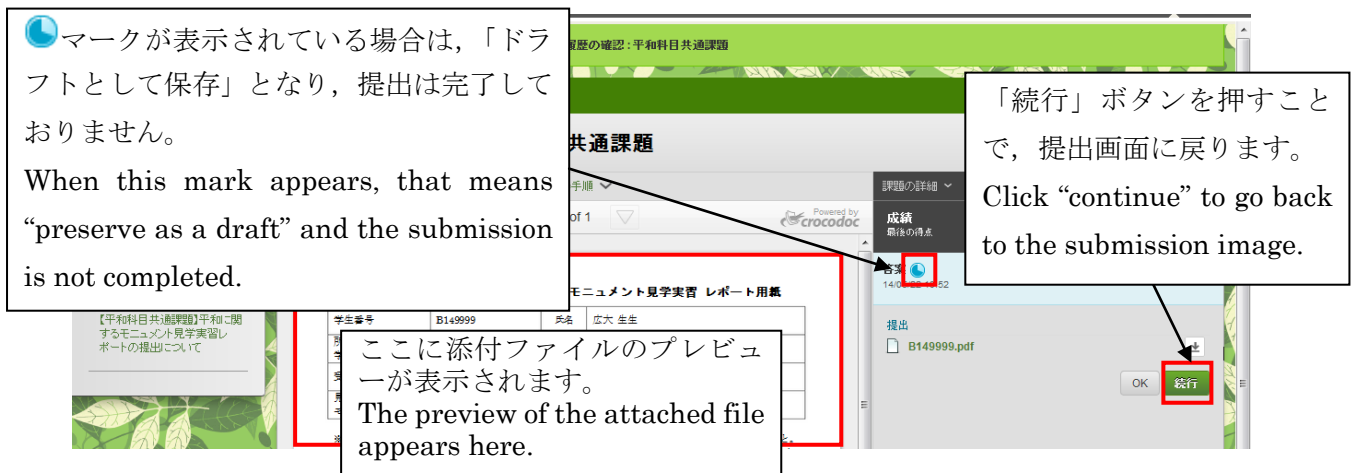 マークが表示されている場合は，「ドラ
フトとして保存」となり，提出は完了して
おりません。
When this mark appears, that means
“preserve as a draft” and the submission
is not completed.
履歴の確認 : 平和科目共通課題
「続行」ボタンを押すこと
で，提出画面に戻ります。
Click “continue” to go back
to the submission image.
共通課題
手順
of 1
Powered by
crocodoc
課題の詳細
成績
最後の得点
答案
提出
B149999.pdf
OK 続行
モニュメント見学実習 レポート用紙
学生番号 B149999 氏名 広大 生生
【平和科目共通課題】平和に関
するモニュメント見学実習レ
ポートの提出について
ここに添付ファイルのプレビュ
ーが表示されます。
The preview of the attached file
appears here.